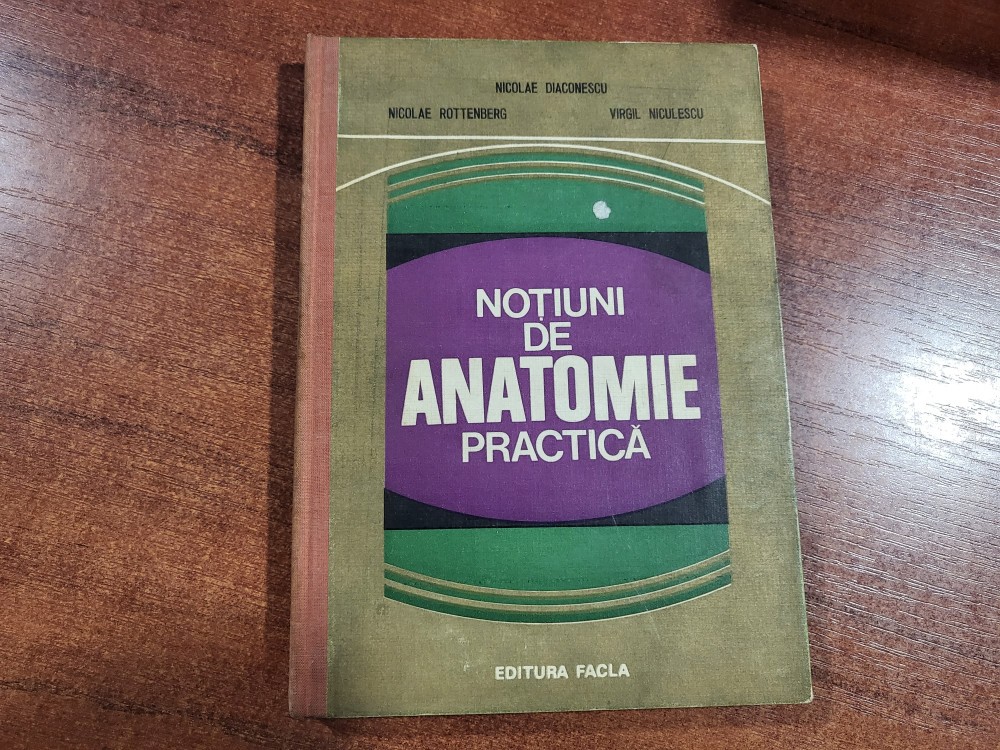 NICOLAE DIACONESCU
NICOLAE ROTTENBERG VIRGIL NICULESCU
NOȚIUNI
DE
ANATOMIE
PRACTICĂ
EDITURA FACLA